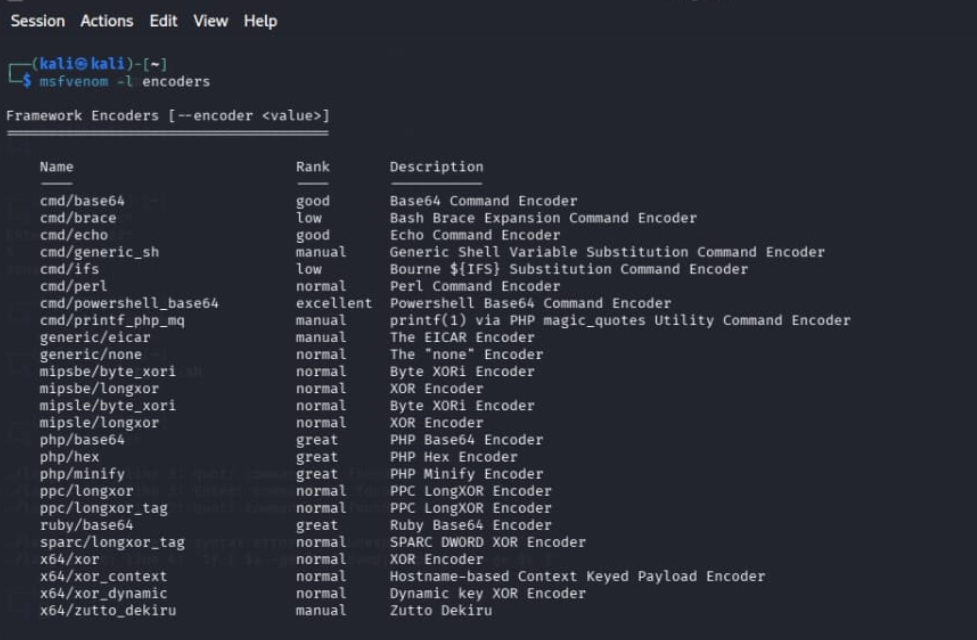 Session Actions Edit View Help
(kali㉿kali)-[~]
$ msfvenom -l encoders
Framework Encoders [--encoder <value>]
Name Rank Description
cmd/base64 good Base64 Command Encoder
cmd/brace low Bash Brace Expansion Command Encoder
cmd/echo good Echo Command Encoder
cmd/generic_sh manual Generic Shell Variable Substitution Command Encoder
cmd/ifs low Bourne ${IFS} Substitution Command Encoder
cmd/perl normal Perl Command Encoder
cmd/powershell_base64 excellent Powershell Base64 Command Encoder
cmd/printf_php_mq manual printf(1) via PHP magic_quotes Utility Command Encoder
generic/eicar manual The EICAR Encoder
generic/none normal The "none" Encoder
mipsbe/byte_xori normal Byte XORi Encoder
mipsbe/longxor normal XOR Encoder
mipsle/byte_xori normal Byte XORi Encoder
mipsle/longxor normal XOR Encoder
php/base64 great PHP Base64 Encoder
php/hex great PHP Hex Encoder
php/minify great PHP Minify Encoder
ppc/longxor normal PPC LongXOR Encoder
ppc/longxor_tag normal PPC LongXOR Encoder
ruby/base64 great Ruby Base64 Encoder
sparc/longxor_tag normal SPARC DWORD XOR Encoder
x64/xor normal XOR Encoder
x64/xor_context normal Hostname-based Context Keyed Payload Encoder
x64/xor_dynamic normal Dynamic key XOR Encoder
x64/zutto_dekiru manual Zutto Dekiru